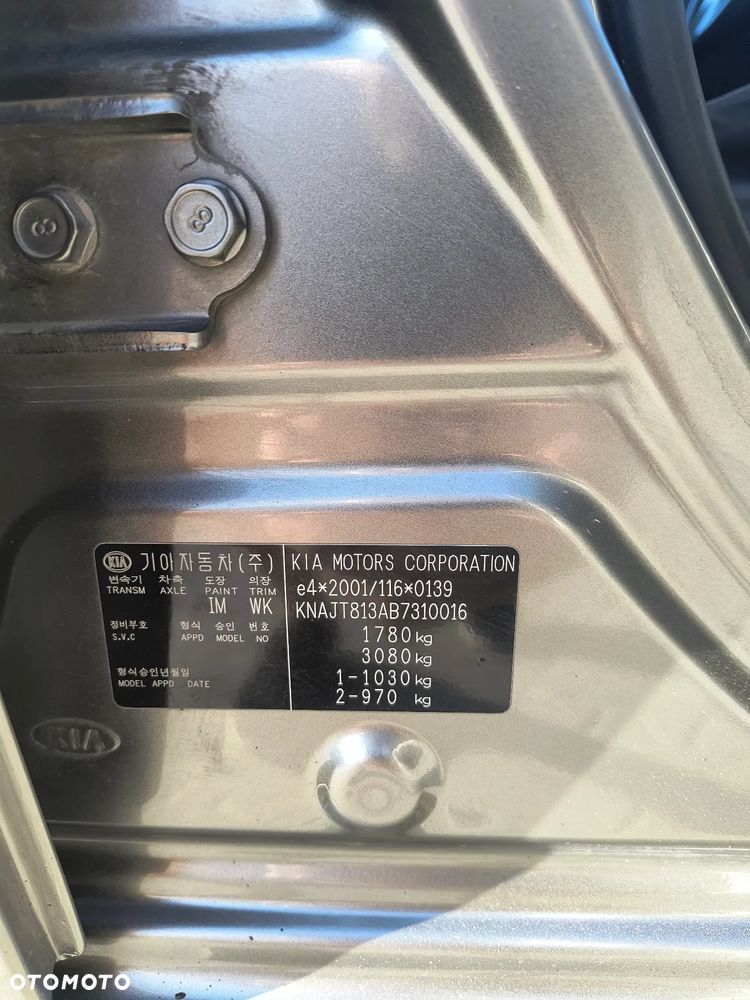 8
8
KIA 기아자동차(주)
변속기 차축 도장 의장
TRANSM AXLE PAINT TRIM
IM WK
정비부호 형식 승인 번호
S.V.C APPD MODEL NO
형식승인년월일
MODEL APPD DATE
KIA MOTORS CORPORATION
e4*2001/116*0139
KNAJT813AB7310016
1780 kg
3080 kg
1-1030 kg
2-970 kg
KIA
OTOMOTO